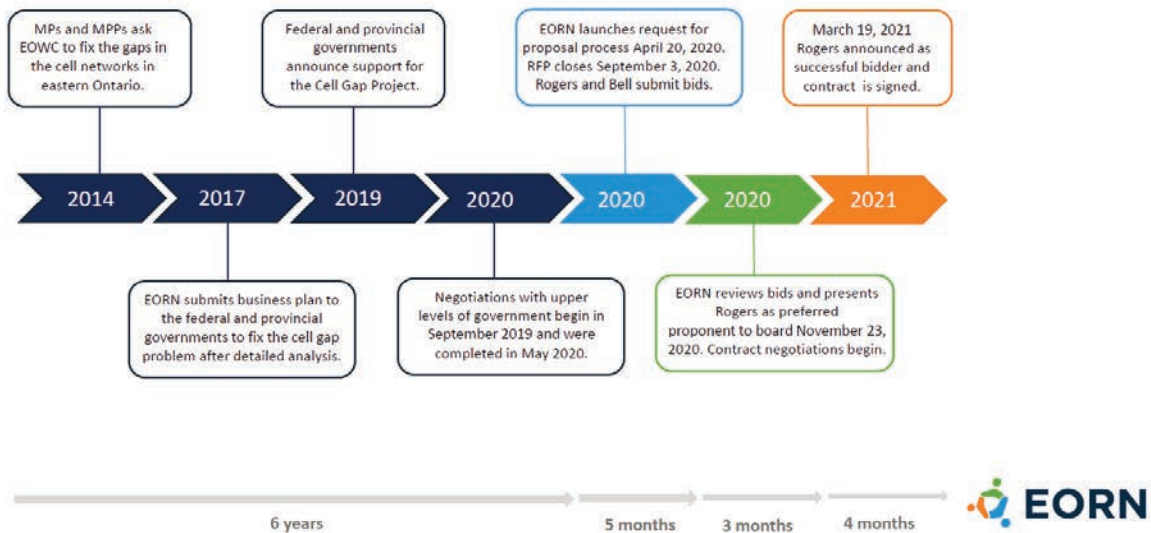 MPs and MPPs ask
EOWC to fix the gaps in
the cell networks in
eastern Ontario.
Federal and provincial
governments
announce support for
the Cell Gap Project.
EORN launches request for
proposal process April 20, 2020.
RFP closes September 3, 2020.
Rogers and Bell submit bids.
March 19, 2021
Rogers announced as
successful bidder and
contract is signed.
2014
2017
2019
2020
2020
2020
2021
EORN submits business plan to
the federal and provincial
governments to fix the cell gap
problem after detailed analysis.
Negotiations with upper
levels of government begin in
September 2019 and were
completed in May 2020.
EORN reviews bids and presents
Rogers as preferred
proponent to board November 23,
2020. Contract negotiations begin.
6 years
5 months
3 months
4 months
EORN